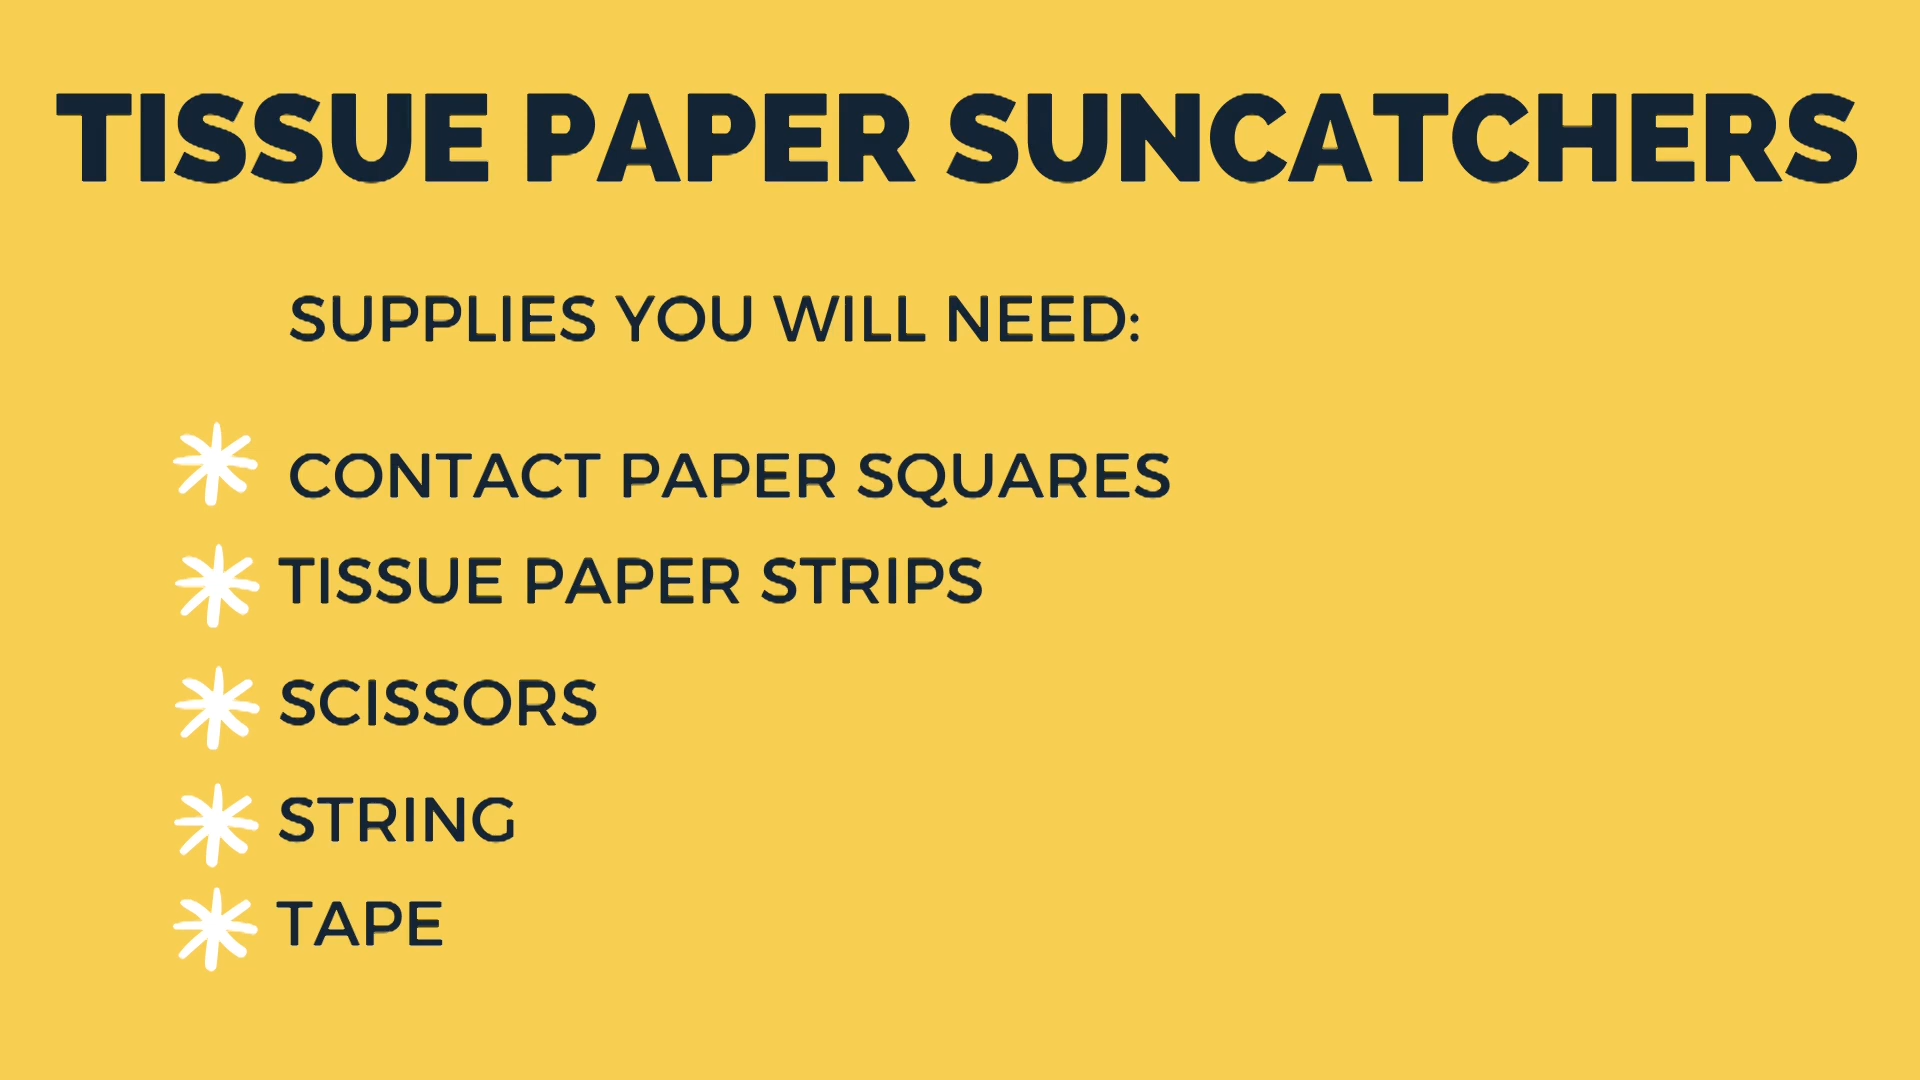 TISSUE PAPER SUNCATCHERS
SUPPLIES YOU WILL NEED:
CONTACT PAPER SQUARES
TISSUE PAPER STRIPS
SCISSORS
STRING
TAPE